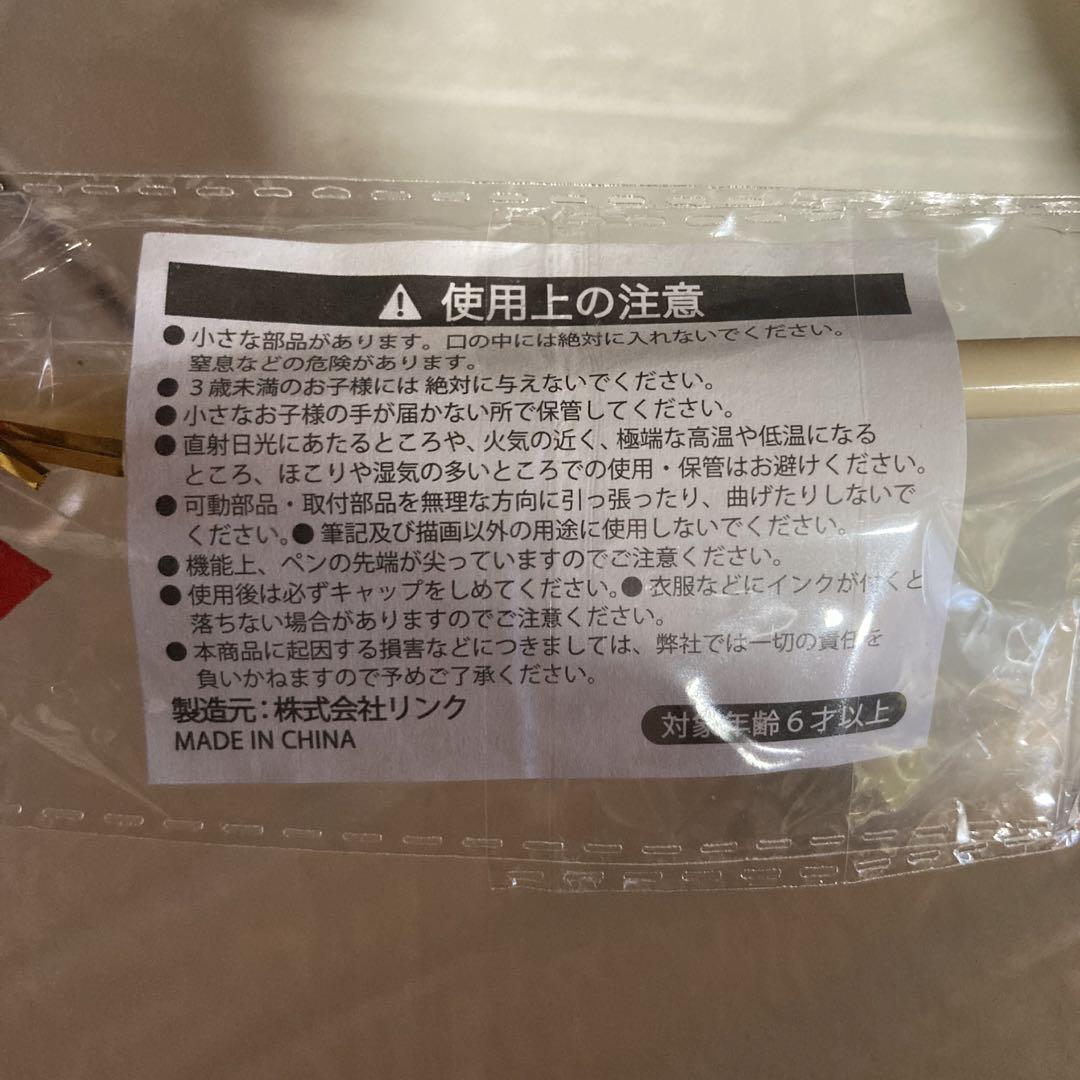 ⚠ 使用上の注意
● 小さな部品があります。口の中には絶対に入れないでください。
窒息などの危険があります。
● 3歳未満のお子様には 絶対に与えないでください。
● 小さなお子様の手が届かない所で保管してください。
● 直射日光にあたるところや、火気の近く、極端な高温や低温になる
ところ、ほこりや湿気の多いところでの使用・保管はお避けください。
● 可動部品・取付部品を無理な方向に引っ張ったり、曲げたりしないで
ください。● 筆記及び描画以外の用途に使用しないでください。
● 機能上、ペンの先端が尖っていますのでご注意ください。
● 使用後は必ずキャップをしめてください。● 衣服などにインクが付くと
落ちない場合がありますのでご注意ください。
● 本商品に起因する損害などにつきましては、弊社では一切の責任を
負いかねますので予めご了承ください。
製造元：株式会社リンク
MADE IN CHINA
対象年齢6才以上